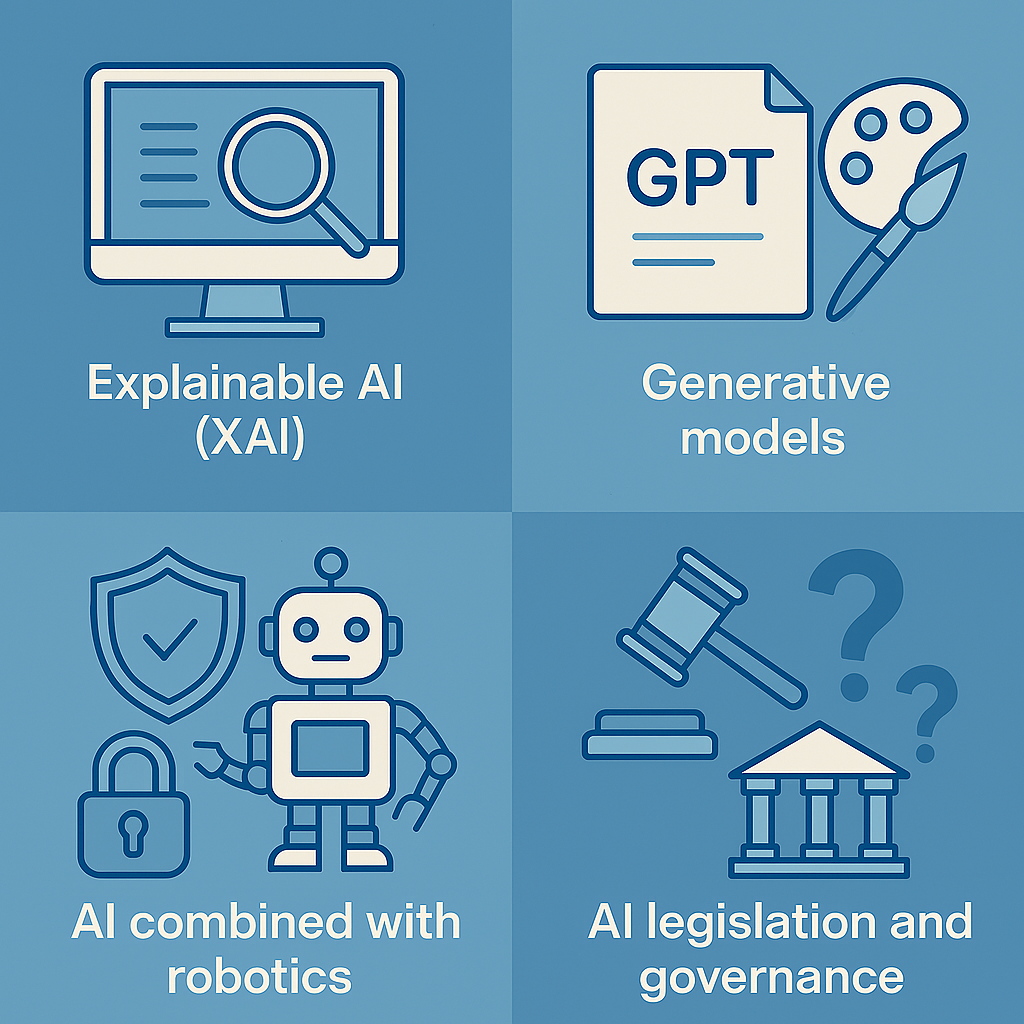 Explainable AI
(XAI)
GPT
Generative
models
AI combined with
robotics
? ?
AI legislation and
governance